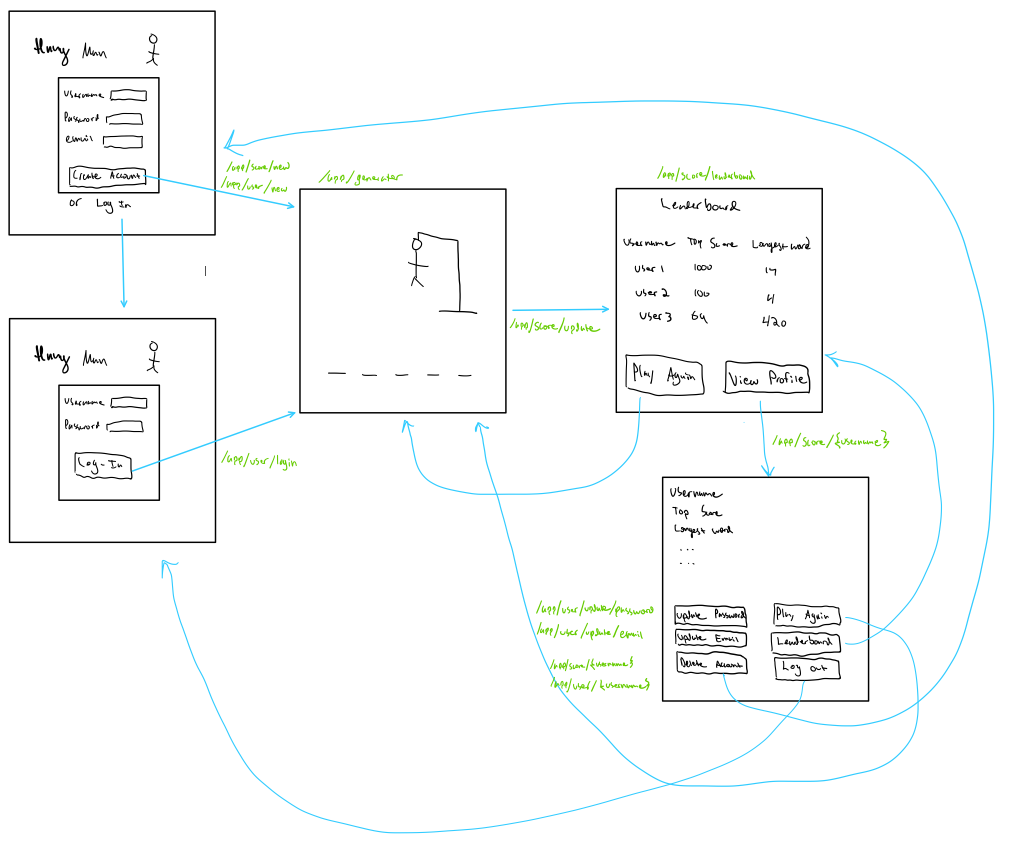 Hung Man
Username
Password
email
Create Account
or Log In
/app/score/new
/app/user/new
Hung Man
Username
Password
Log-In
/app/user/login
/app/generator
_ _ _ _ _
/app/score/update
/app/score/leaderboard
Leaderboard
Username Top Score Longest word
User 1 1000 17
User 2 100 4
User 3 64 420
Play Again View Profile
/app/score/{username}
Username
Top Score
Longest word
...
...
/app/user/update/password
/app/user/update/email
/app/score/{username}
/app/user/{username}
Update Password Play Again
Update Email Leaderboard
Delete Account Log out